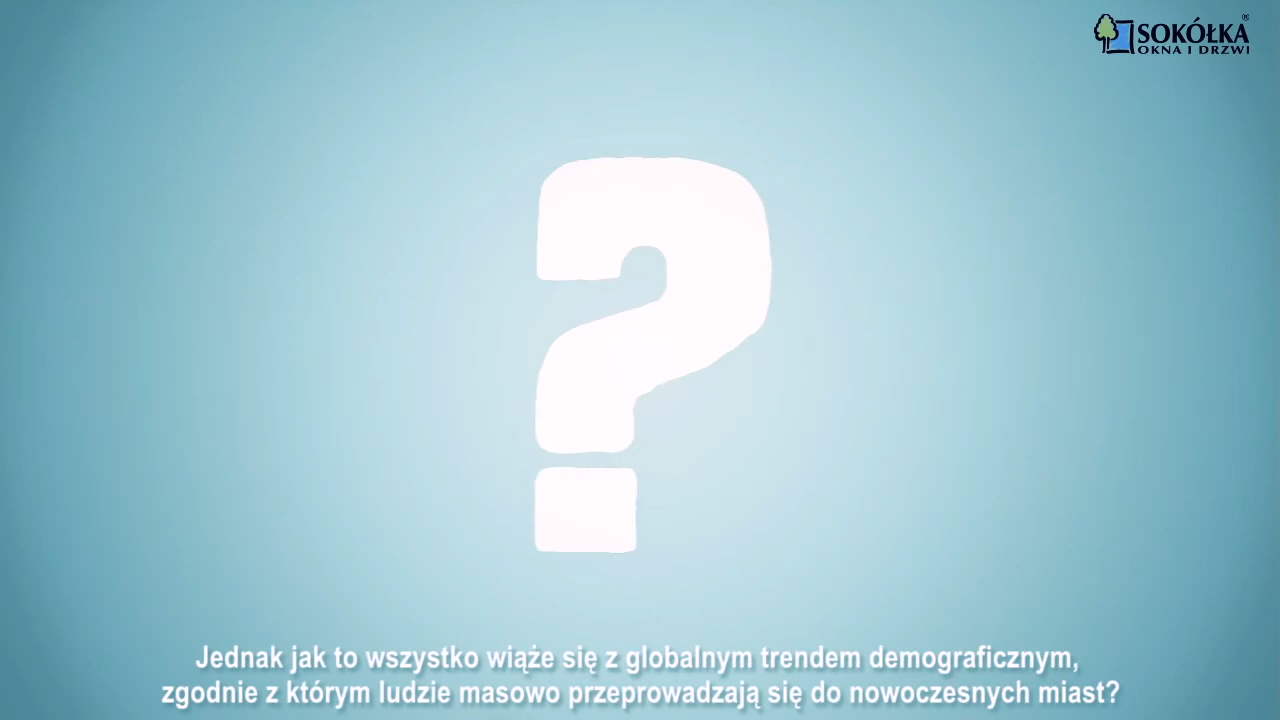 SOKÓŁKA®
OKNA I DRZWI
?
Jednak jak to wszystko wiąże się z globalnym trendem demograficznym,
zgodnie z którym ludzie masowo przeprowadzają się do nowoczesnych miast?